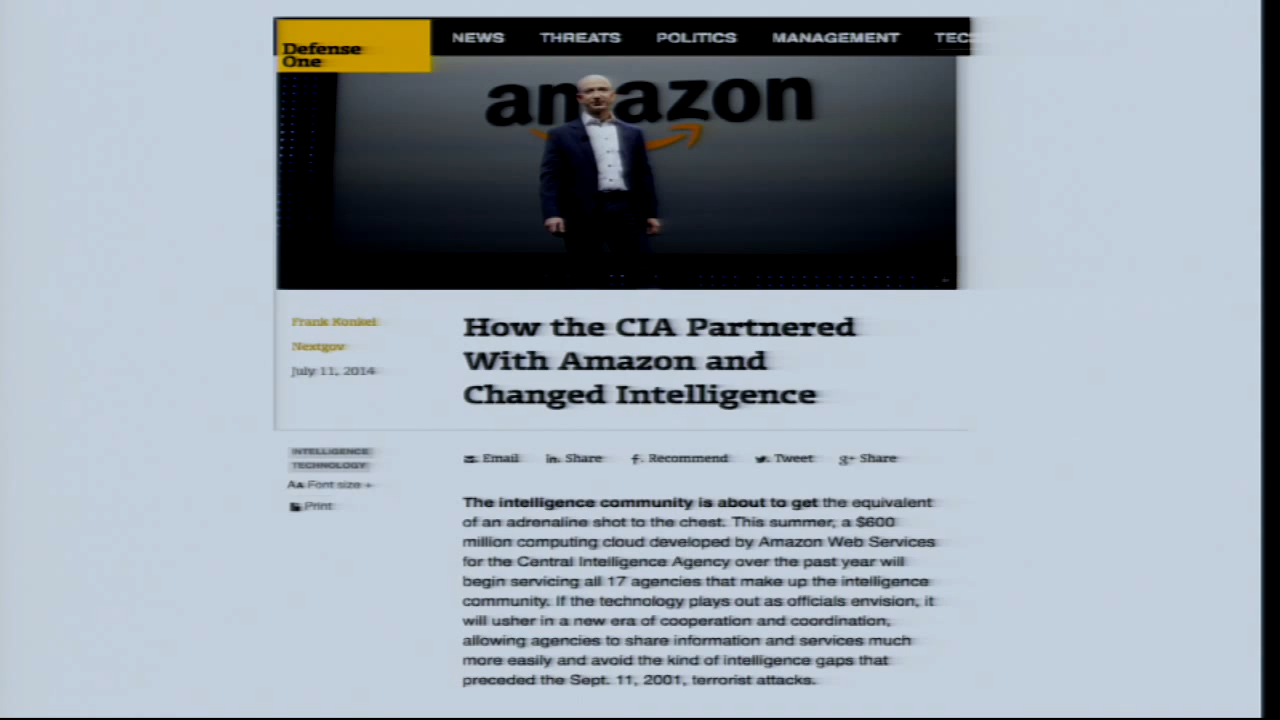 Defense
One
NEWS THREATS POLITICS MANAGEMENT TEC
amazon
Frank Konkel
Nextgov
July 11, 2014
How the CIA Partnered
With Amazon and
Changed Intelligence
INTELLIGENCE
TECHNOLOGY
AA Font size +
Print
Email in Share f Recommend Tweet g+ Share
The intelligence community is about to get the equivalent
of an adrenaline shot to the chest. This summer, a $600
million computing cloud developed by Amazon Web Services
for the Central Intelligence Agency over the past year will
begin servicing all 17 agencies that make up the intelligence
community. If the technology plays out as officials envision, it
will usher in a new era of cooperation and coordination,
allowing agencies to share information and services much
more easily and avoid the kind of intelligence gaps that
preceded the Sept. 11, 2001, terrorist attacks.